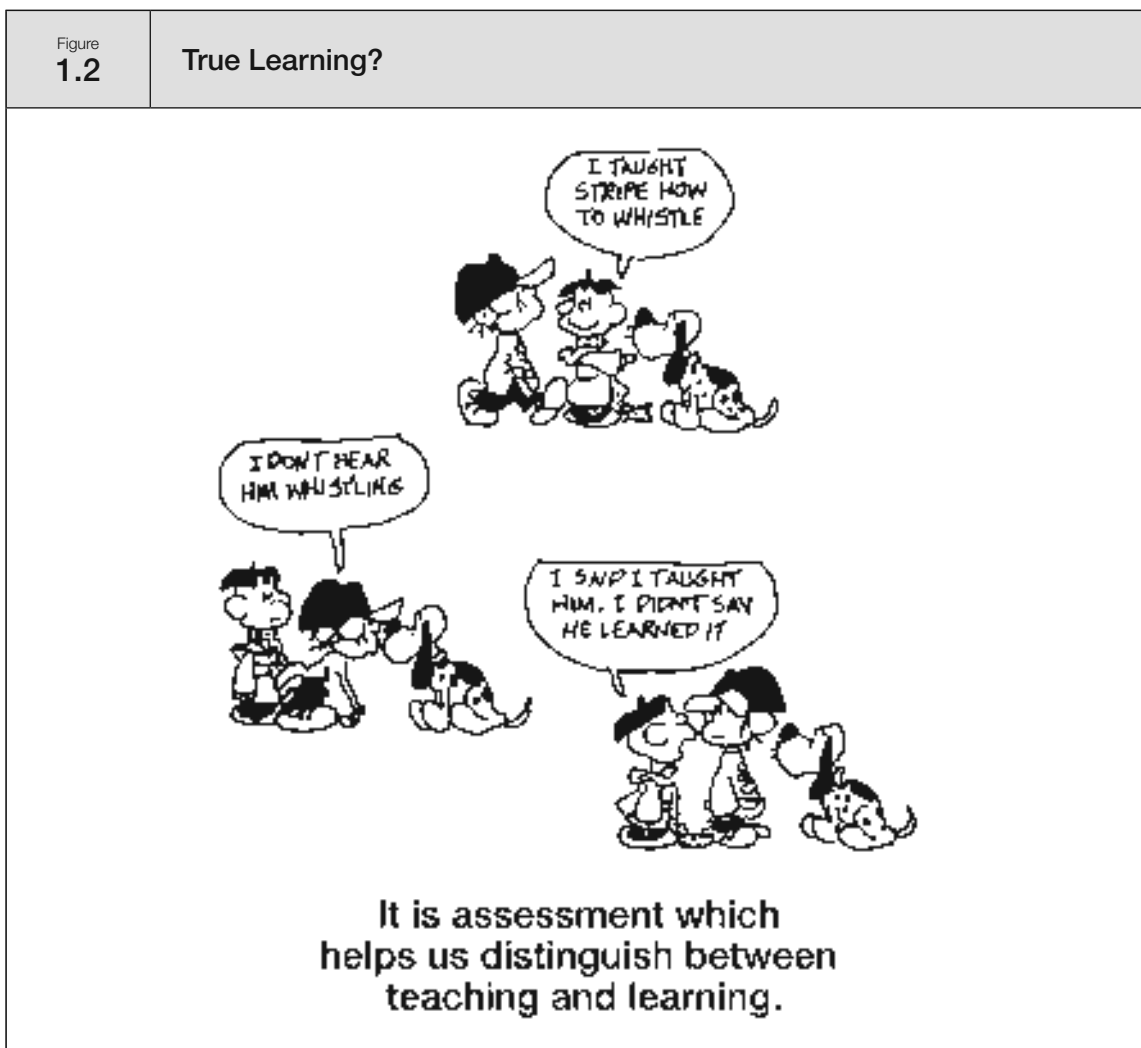 Figure
1.2
True Learning?
I TAUGHT
STRIPE HOW
TO WHISTLE
I DON'T HEAR
HIM WHISTLING
I SAID I TAUGHT
HIM. I DIDN'T SAY
HE LEARNED IT
It is assessment which
helps us distinguish between
teaching and learning.